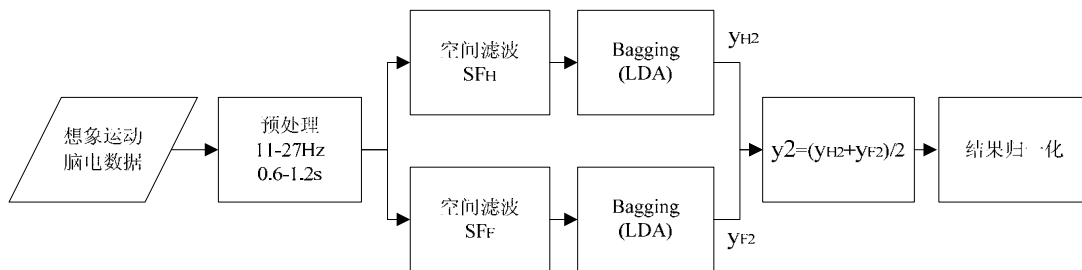 想象运动
脑电数据
预处理
11-27Hz
0.6-1.2s
空间滤波
SFH
Bagging
(LDA)
yH2
空间滤波
SFF
Bagging
(LDA)
yF2
y2=(yH2+yF2)/2
结果归一化